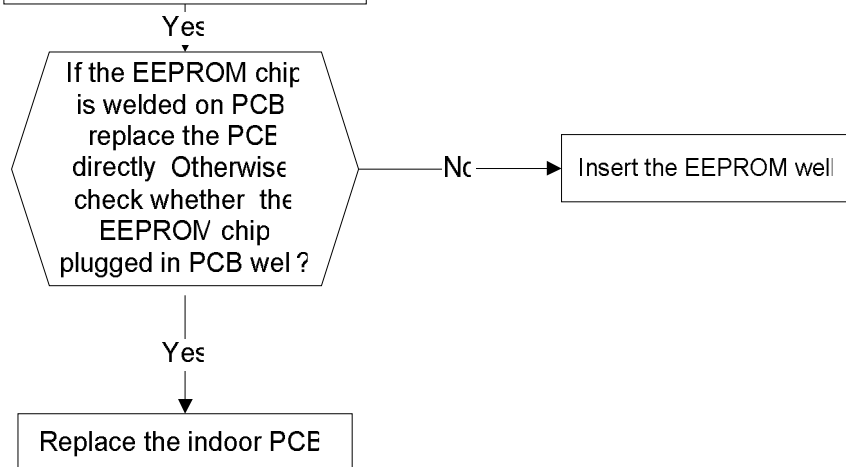 Yes
If the EEPROM chip
is welded on PCB
replace the PCB
directly Otherwise
check whether the
EEPROM chip
plugged in PCB well ?
No
Insert the EEPROM well
Yes
Replace the indoor PCB